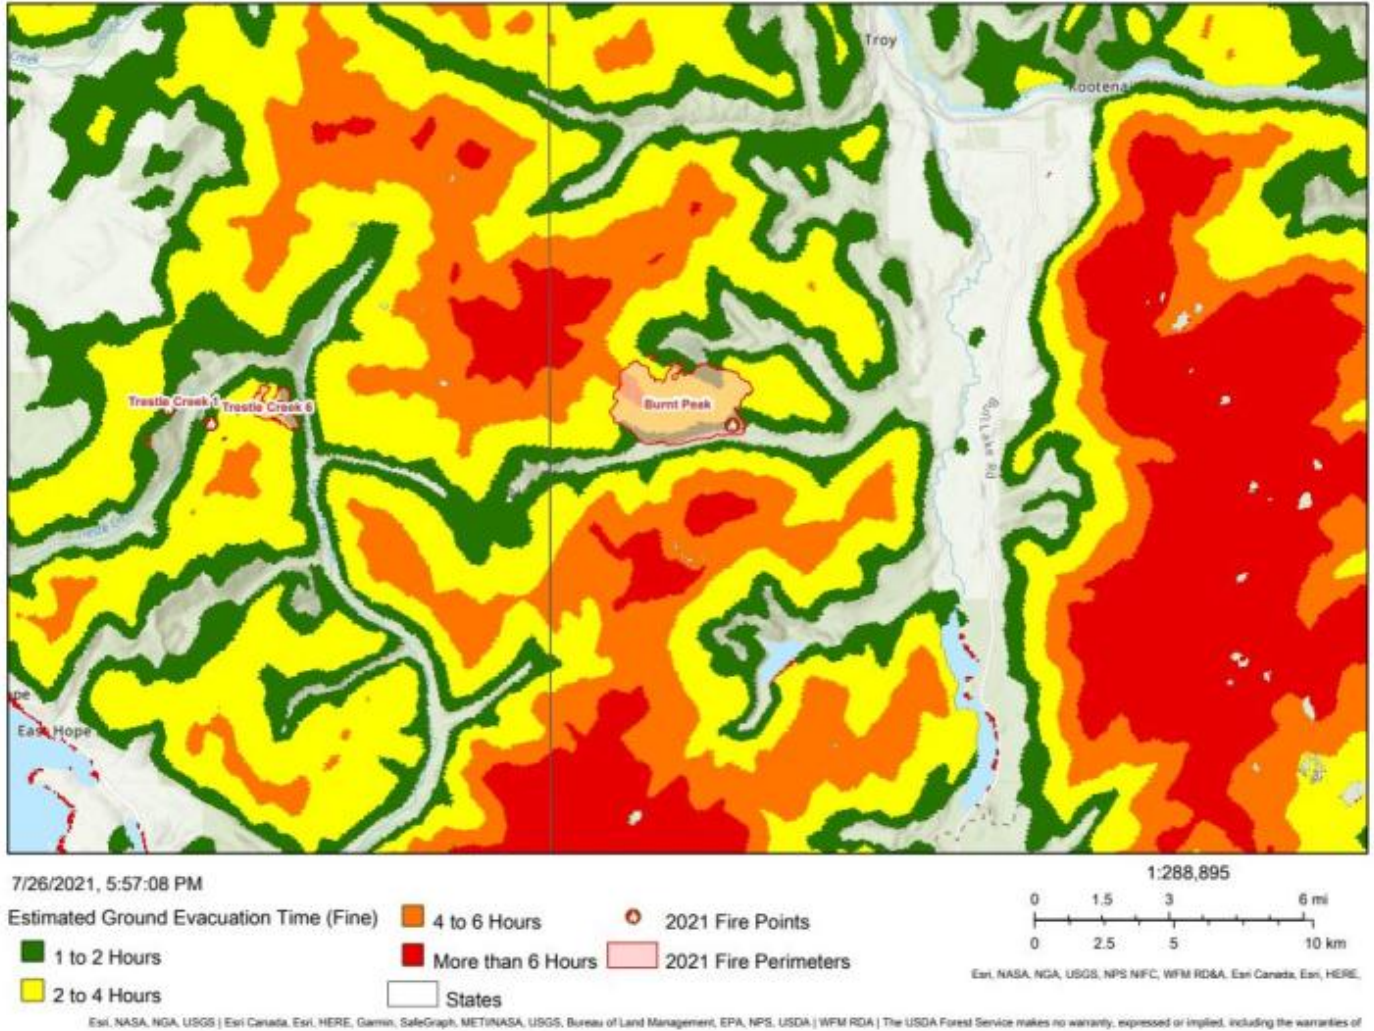 Troy
Kootenai
Creek
Trestle Creek 1
Trestle Creek 6
Burnt Peak
Bull Lake Rd
East Hope
7/26/2021, 5:57:08 PM
1:288,895
Estimated Ground Evacuation Time (Fine)
1 to 2 Hours
2 to 4 Hours
4 to 6 Hours
More than 6 Hours
States
2021 Fire Points
2021 Fire Perimeters
0 1.5 3 6 mi
0 2.5 5 10 km
Esri, NASA, NGA, USGS, NPS NIFC, WFM RD&A, Esri Canada, Esri, HERE,
Esri, NASA, NGA, USGS | Esri Canada, Esri, HERE, Garmin, SafeGraph, METI/NASA, USGS, Bureau of Land Management, EPA, NPS, USDA | WFM RDA | The USDA Forest Service makes no warranty, expressed or implied, including the warranties of